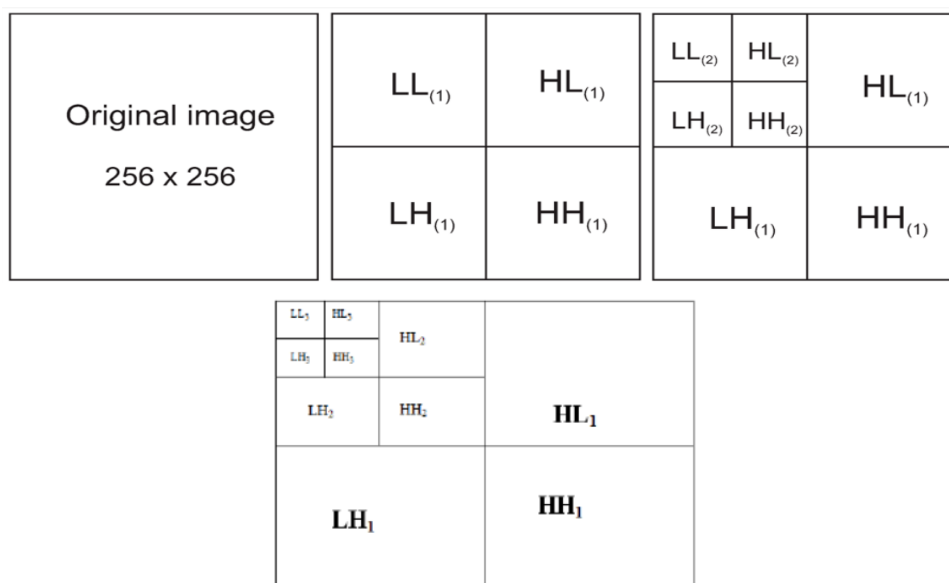 Original image
256 x 256
LL(1) HL(1)
LH(1) HH(1)
LL(2) HL(2)
HL(1)
LH(2) HH(2)
LH(1) HH(1)
LL3 HL3
HL2
LH3 HH3
LH2 HH2
HL1
LH1 HH1